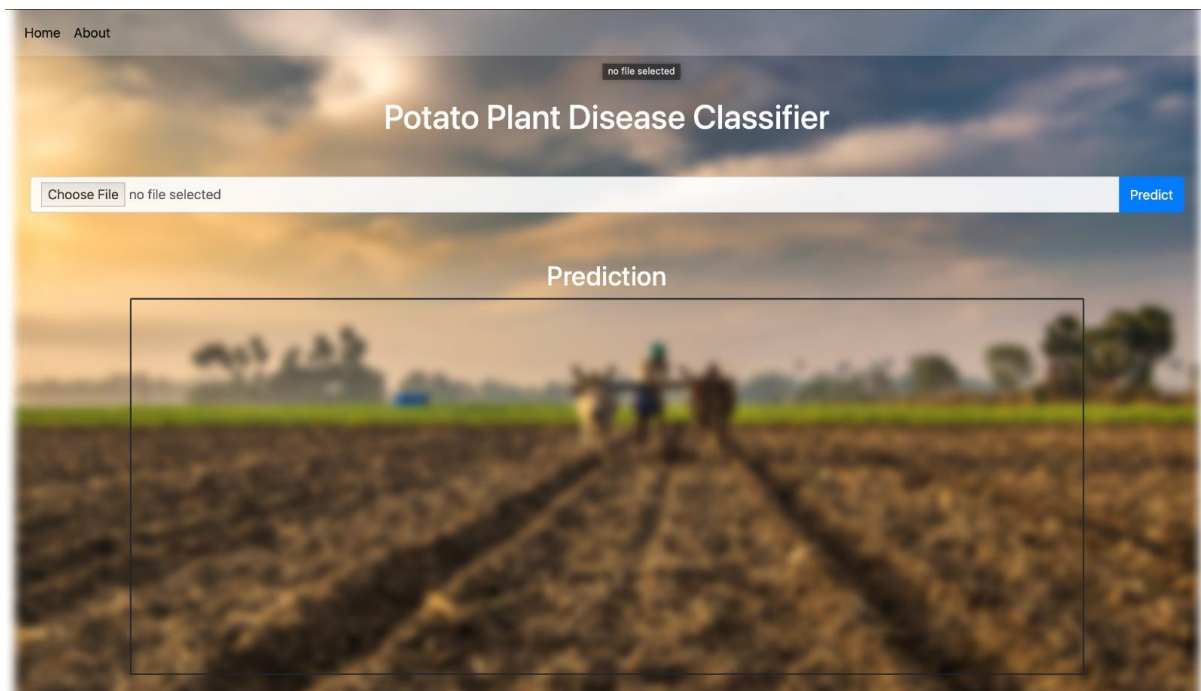 Home About
no file selected
Potato Plant Disease Classifier
Choose File no file selected
Predict
Prediction